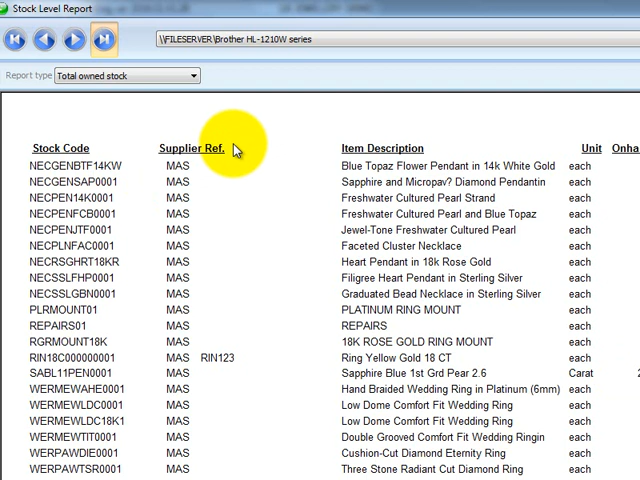 Stock Level Report
\\FILESERVER\Brother HL-1210W series
Report type Total owned stock
Stock Code Supplier Ref. Item Description Unit Onha
NECGENBTF14KW MAS Blue Topaz Flower Pendant in 14k White Gold each
NECGENSAP0001 MAS Sapphire and Micropav? Diamond Pendantin each
NECPEN14K0001 MAS Freshwater Cultured Pearl Strand each
NECPENFCB0001 MAS Freshwater Cultured Pearl and Blue Topaz each
NECPENJTF0001 MAS Jewel-Tone Freshwater Cultured Pearl each
NECPLNFAC0001 MAS Faceted Cluster Necklace each
NECRSGHRT18KR MAS Heart Pendant in 18k Rose Gold each
NECSSLFHP0001 MAS Filigree Heart Pendant in Sterling Silver each
NECSSLGBN0001 MAS Graduated Bead Necklace in Sterling Silver each
PLRMOUNT01 MAS PLATINUM RING MOUNT each
REPAIRS01 MAS REPAIRS each
RGRMOUNT18K MAS 18K ROSE GOLD RING MOUNT each
RIN18C000000001 MAS RIN123 Ring Yellow Gold 18 CT each
SABL11PEN0001 MAS Sapphire Blue 1st Grd Pear 2.6 Carat
WERMEWAHE0001 MAS Hand Braided Wedding Ring in Platinum (6mm) each
WERMEWLDC0001 MAS Low Dome Comfort Fit Wedding Ring each
WERMEWLDC18K1 MAS Low Dome Comfort Fit Wedding Ring each
WERMEWTIT0001 MAS Double Grooved Comfort Fit Wedding Ringin each
WERPAWDIE0001 MAS Cushion-Cut Diamond Eternity Ring each
WERPAWTSR0001 MAS Three Stone Radiant Cut Diamond Ring each